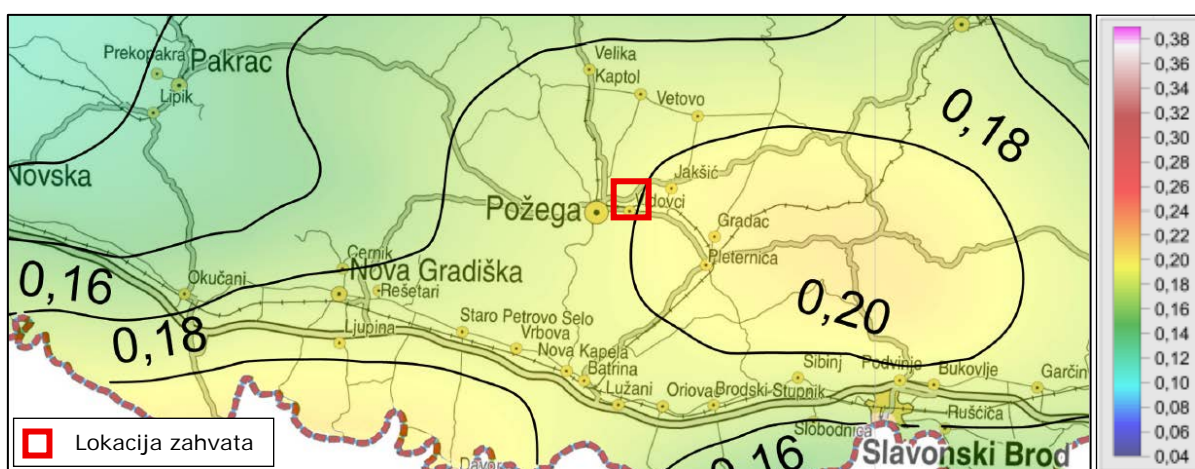 Prekopakra
Pakrac
Lipik
Novska
Velika
Kaptol
Vetovo
0,18
Jakšić
Požega
Vidovci
Gradac
Pleternica
Cernik
Nova Gradiška
Okučani
Rešetari
0,16
0,18
Ljupina
Staro Petrovo Selo
Vrbova
Nova Kapela
Batrina
Lužani
Oriovac
Brodski-Stupnik
0,20
Sibinj
Podvinje
Bukovlje
Garčin
Ruščica
Slobodnica
Slavonski Brod
Davor
0,16
Lokacija zahvata
0,38
0,36
0,34
0,32
0,30
0,28
0,26
0,24
0,22
0,20
0,18
0,16
0,14
0,12
0,10
0,08
0,06
0,04